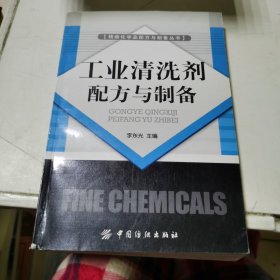 【精细化学品配方与制备丛书】
工业清洗剂
配方与制备
GONGYE QINGXIJI
PEIFANG YU ZHIBEI
李东光 主编
FINE CHEMICALS
中国纺织出版社